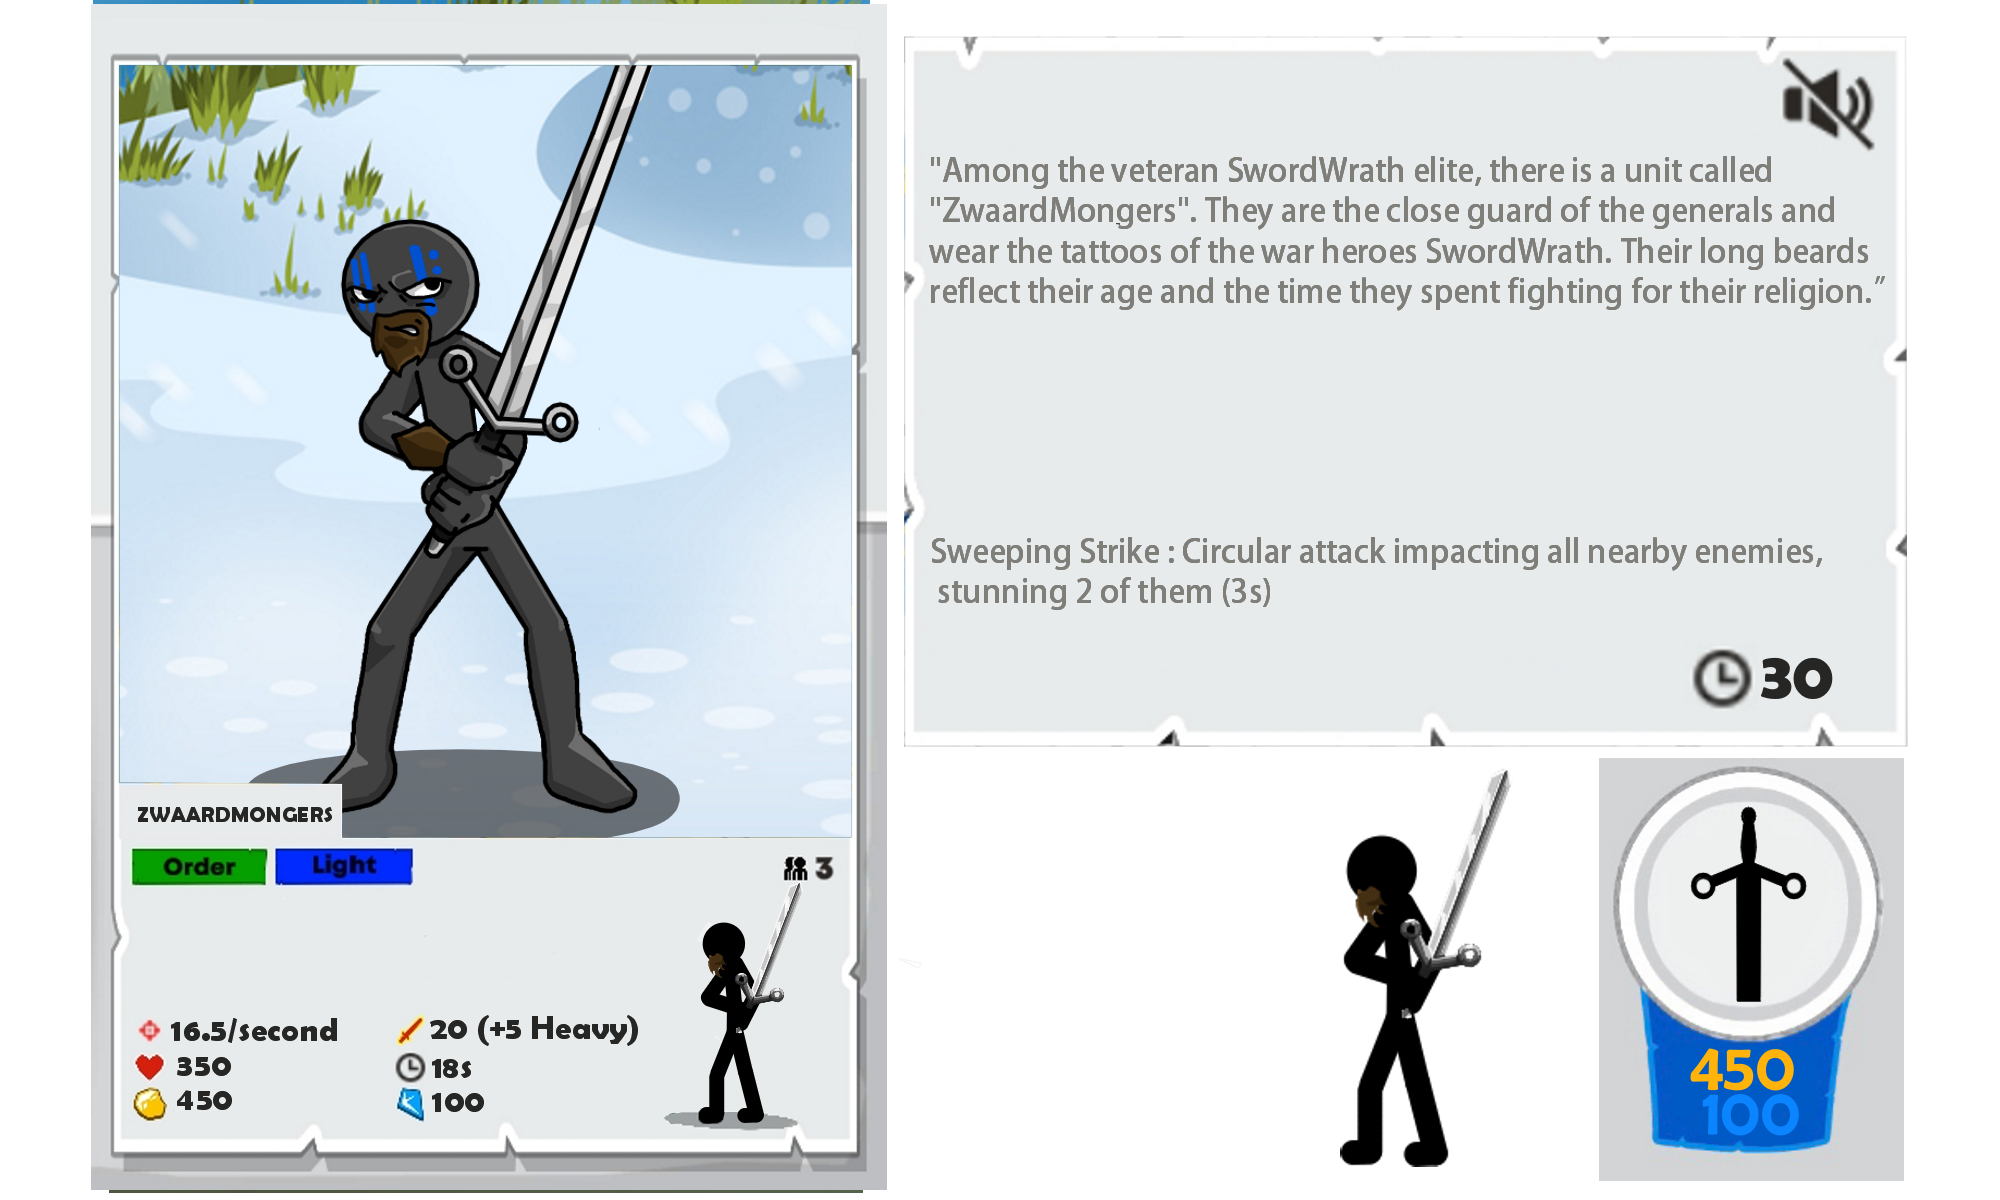 ZWAARDMONGERS
Order Light 3
16.5/second 20 (+5 Heavy)
350 18s
450 100
"Among the veteran SwordWrath elite, there is a unit called
"ZwaardMongers". They are the close guard of the generals and
wear the tattoos of the war heroes SwordWrath. Their long beards
reflect their age and the time they spent fighting for their religion.”
Sweeping Strike : Circular attack impacting all nearby enemies,
stunning 2 of them (3s)
30
450
100